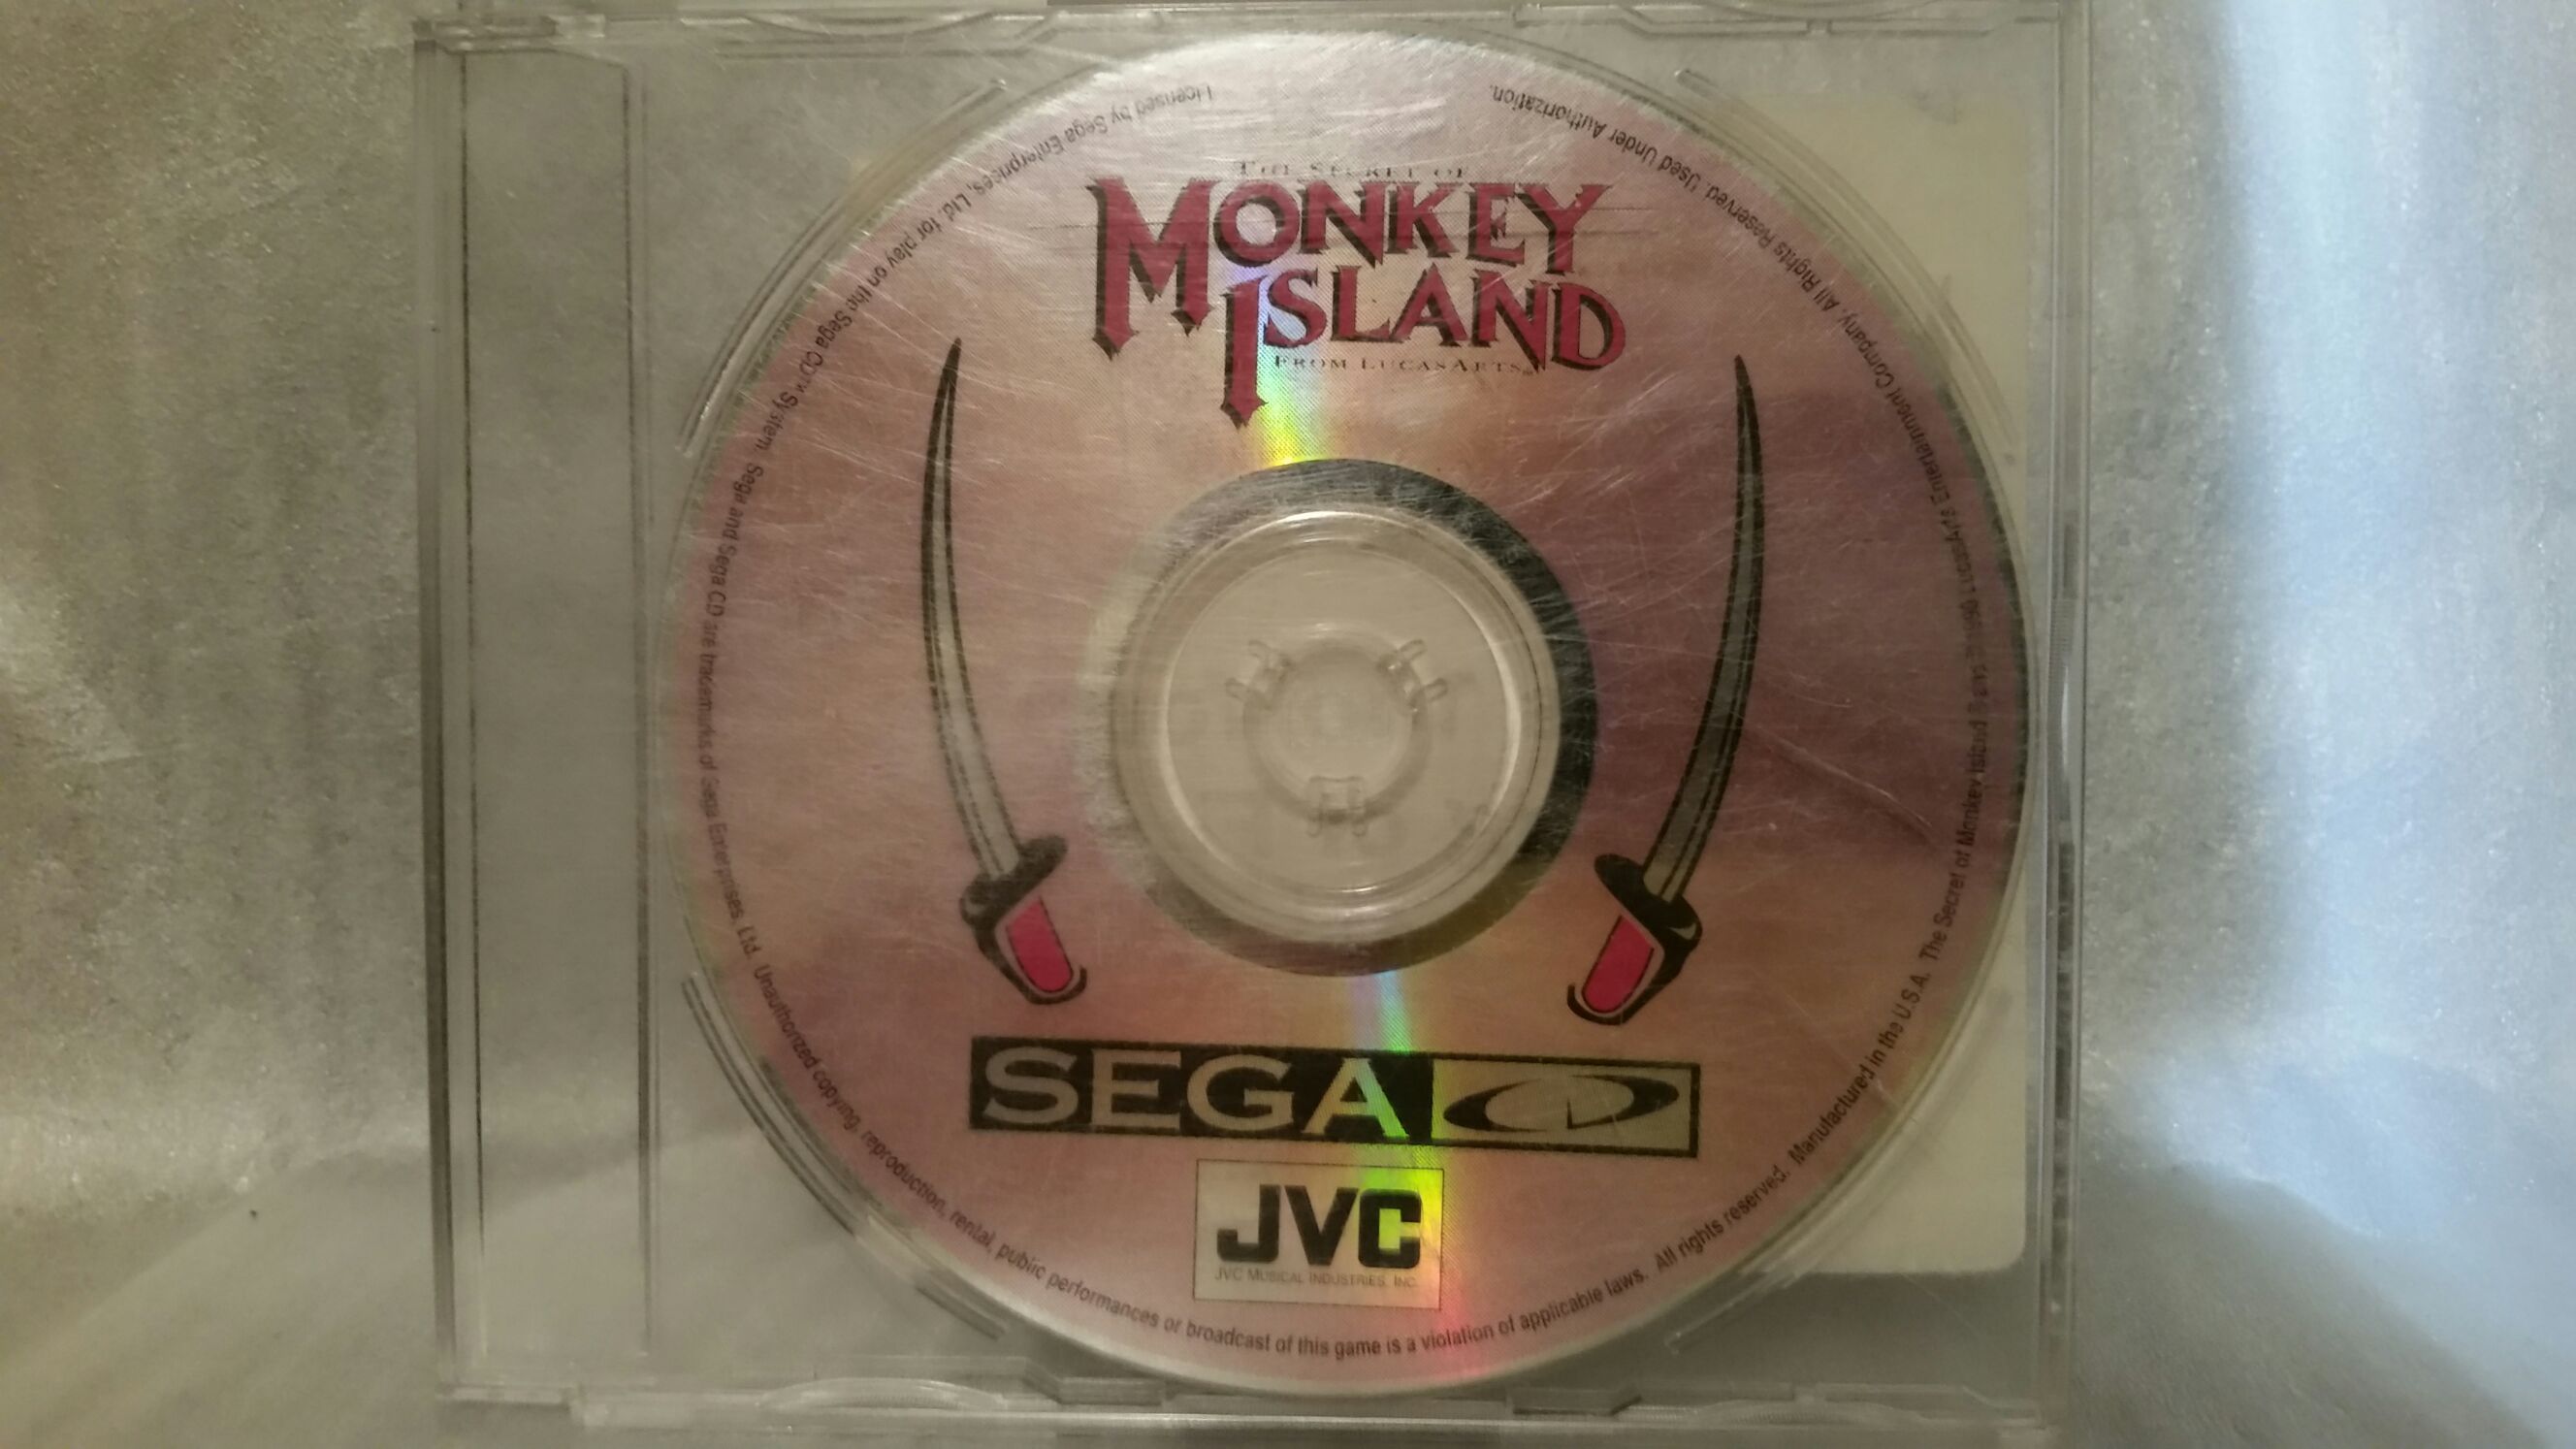 THE SECRET OF
MONKEY
ISLAND
FROM LUCASARTS
SEGA CD
JVC
JVC MUSICAL INDUSTRIES, INC.
Licensed by Sega Enterprises, Ltd. for play on the Sega CD™ System. Sega and Sega CD are trademarks of Sega Enterprises, Ltd. Unauthorized copying, reproduction, rental, public performances or broadcast of this game is a violation of applicable laws. All rights reserved. Manufactured in the U.S.A. The Secret of Monkey Island LucasArts Entertainment Company. All Rights Reserved. Used Under Authorization.